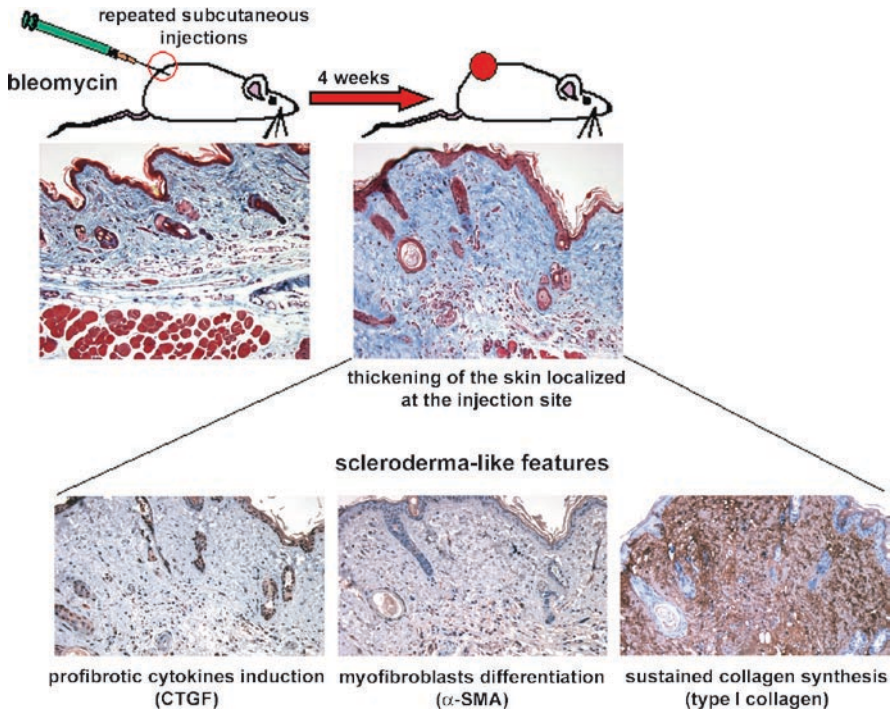 repeated subcutaneous
injections
bleomycin
4 weeks
thickening of the skin localized
at the injection site
scleroderma-like features
profibrotic cytokines induction
(CTGF)
myofibroblasts differentiation
(α-SMA)
sustained collagen synthesis
(type I collagen)